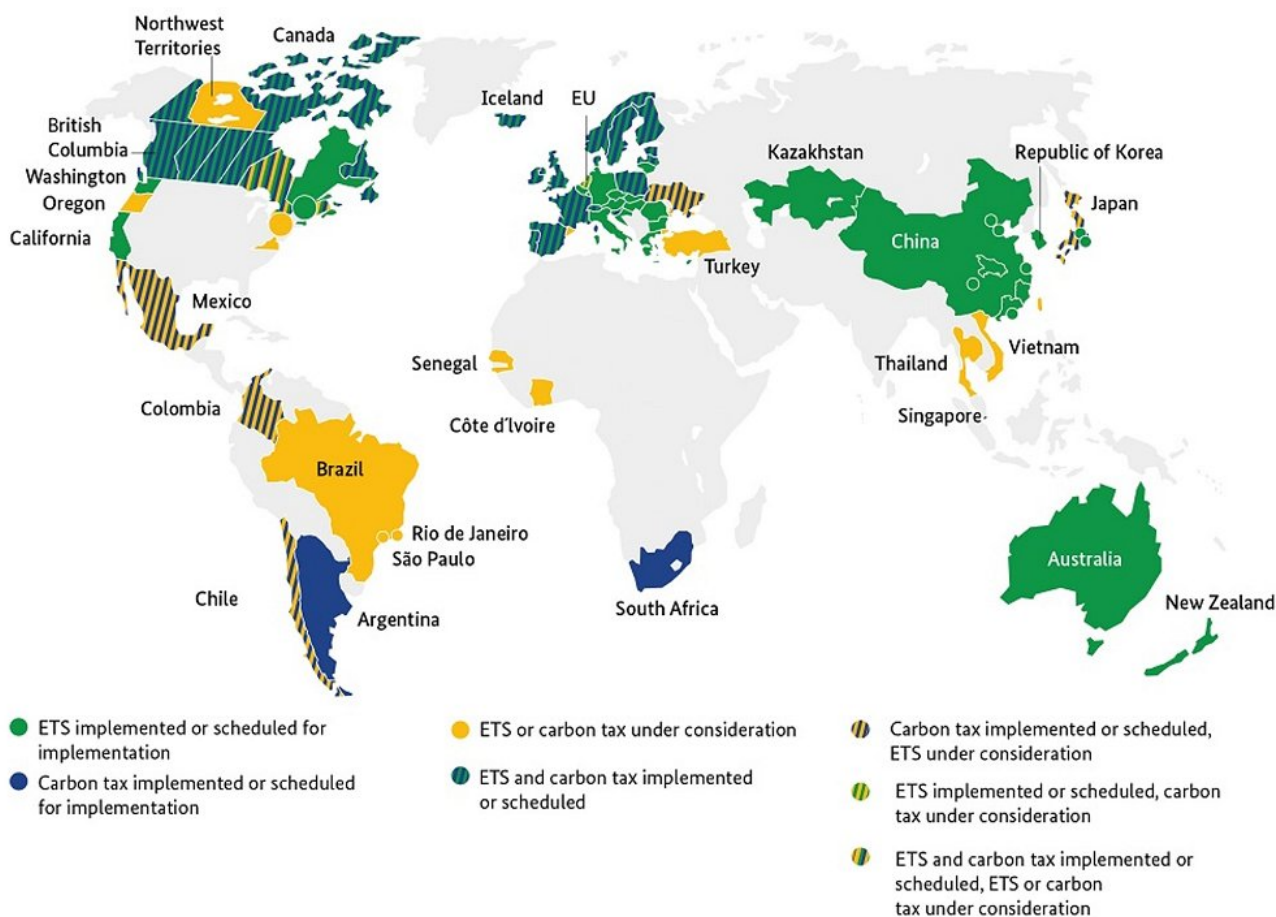 Northwest
Territories
Canada
Iceland
EU
British
Columbia
Washington
Oregon
California
Kazakhstan
Republic of Korea
Japan
China
Turkey
Mexico
Senegal
Côte d'Ivoire
Thailand
Vietnam
Singapore
Colombia
Brazil
Rio de Janeiro
São Paulo
Chile
Argentina
South Africa
Australia
New Zealand
ETS implemented or scheduled for
implementation
Carbon tax implemented or scheduled
for implementation
ETS or carbon tax under consideration
ETS and carbon tax implemented
or scheduled
Carbon tax implemented or scheduled,
ETS under consideration
ETS implemented or scheduled, carbon
tax under consideration
ETS and carbon tax implemented or
scheduled, ETS or carbon
tax under consideration